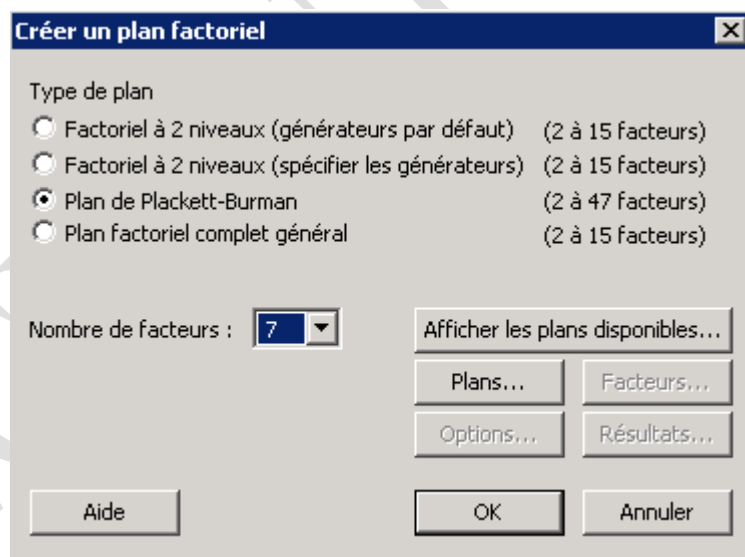 Créer un plan factoriel
Type de plan
Factoriel à 2 niveaux (générateurs par défaut) (2 à 15 facteurs)
Factoriel à 2 niveaux (spécifier les générateurs) (2 à 15 facteurs)
Plan de Plackett-Burman (2 à 47 facteurs)
Plan factoriel complet général (2 à 15 facteurs)
Nombre de facteurs : 7 Afficher les plans disponibles...
Plans... Facteurs...
Options... Résultats...
Aide OK Annuler